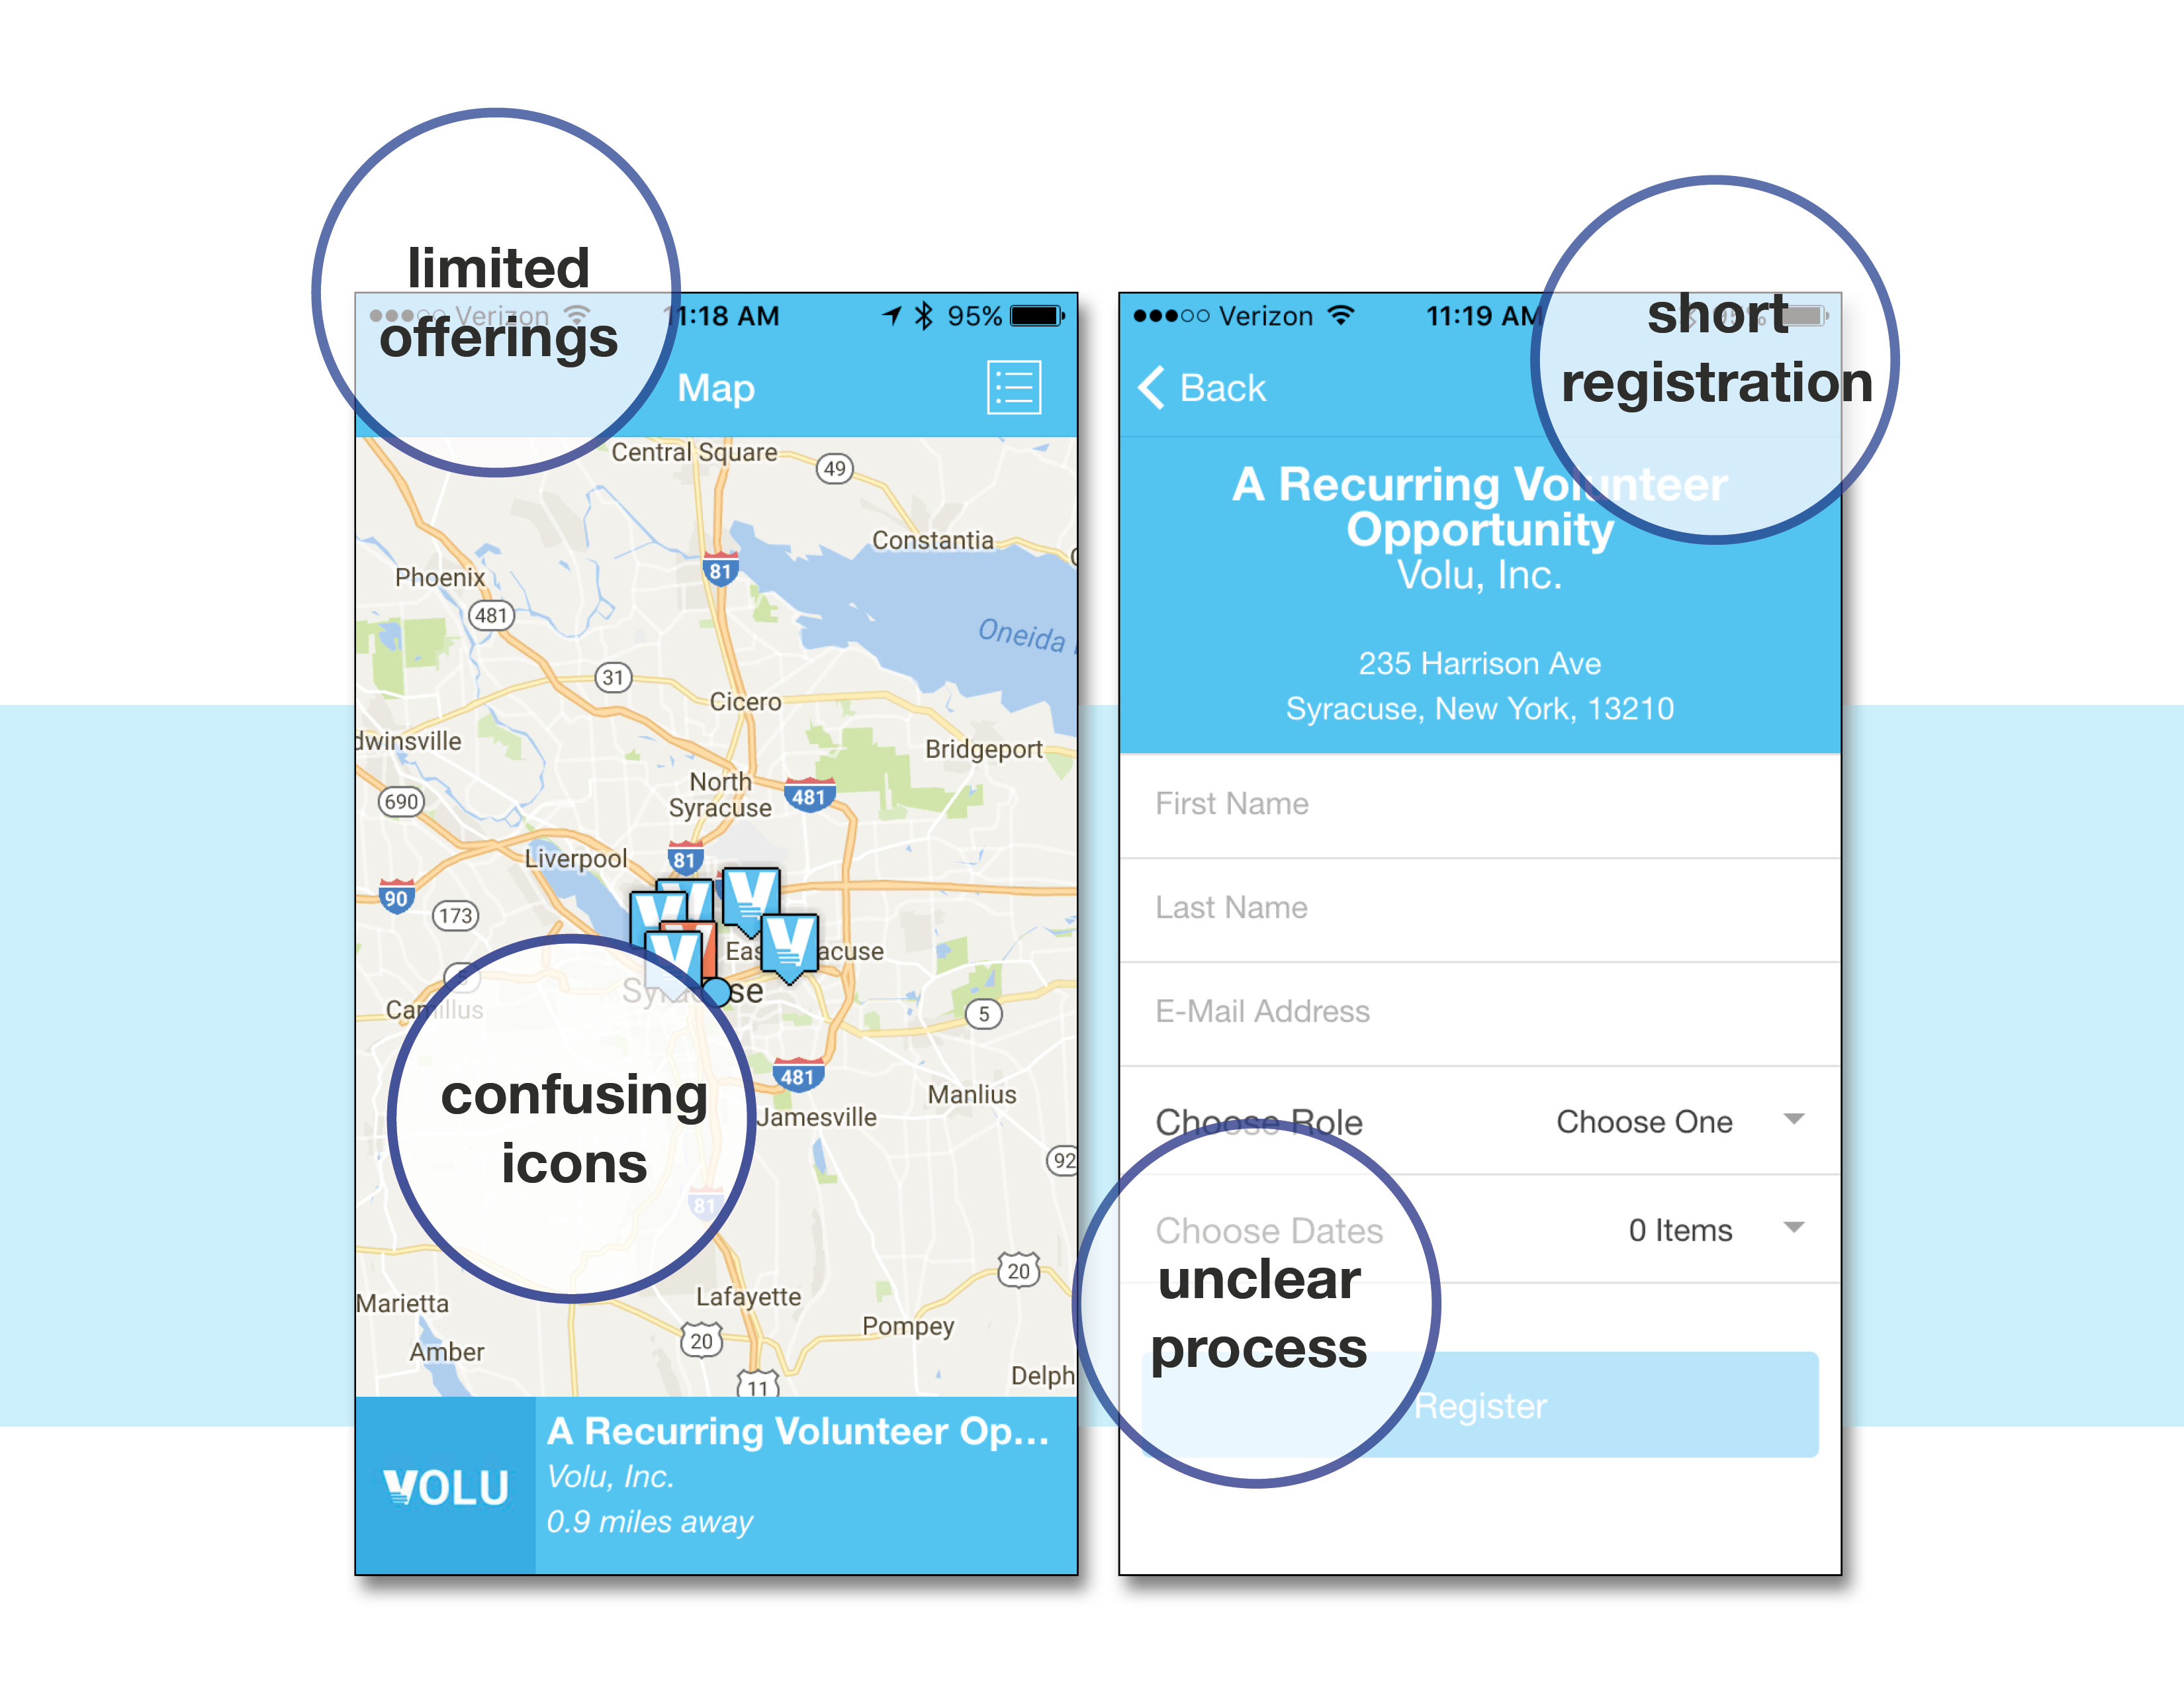 limited
offerings
Verizon 11:18 AM 95%
Map
Central Square
49
Constantia
81
Phoenix
481
Oneida
31
Cicero
dwinsville
Bridgeport
North
Syracuse
481
690
Liverpool
81
90
173
East Syracuse
Syracuse
5
Camillus
5
confusing
icons
481
Manlius
Jamesville
92
81
20
Marietta
Lafayette
20
Pompey
Amber
Delph
11
VOLU
A Recurring Volunteer Op...
Volu, Inc.
0.9 miles away
short
registration
Verizon 11:19 AM 95%
Back
A Recurring Volunteer
Opportunity
Volu, Inc.
235 Harrison Ave
Syracuse, New York, 13210
First Name
Last Name
E-Mail Address
Choose Role Choose One
Choose Dates 0 Items
unclear
process
Register